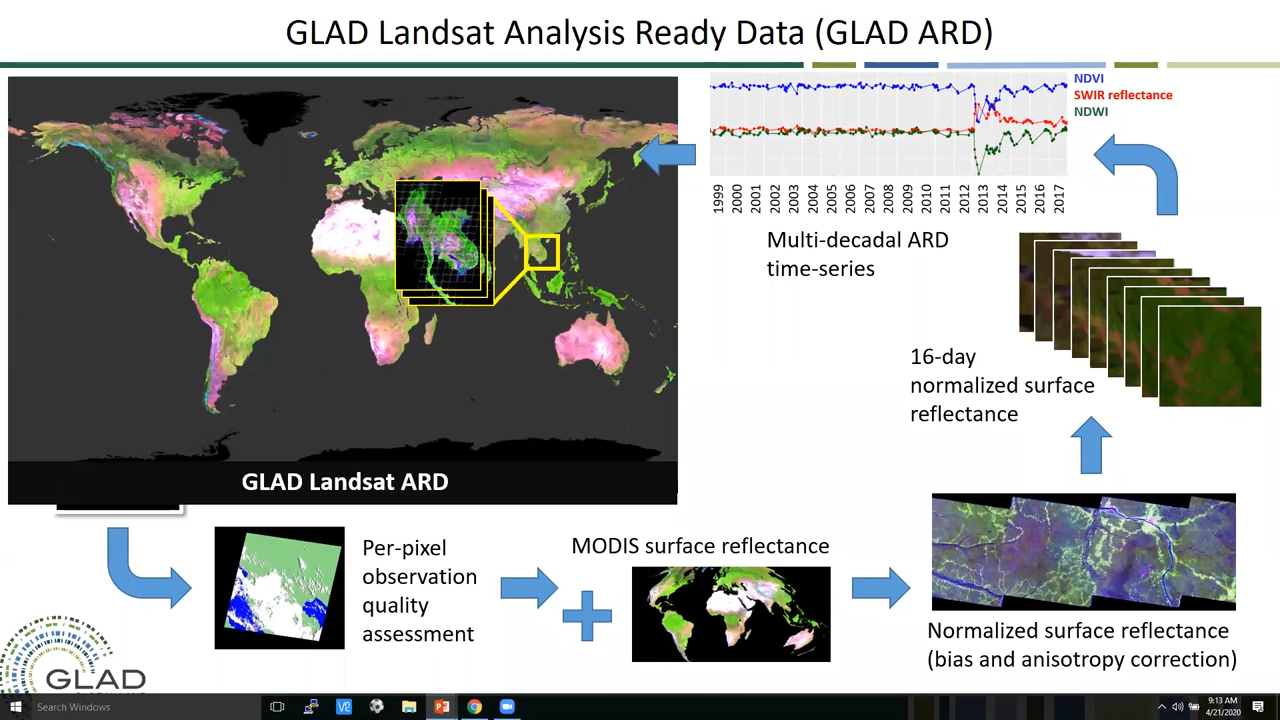 GLAD Landsat Analysis Ready Data (GLAD ARD)
NDVI
SWIR reflectance
NDWI
1999
2000
2001
2002
2003
2004
2005
2006
2007
2008
2009
2010
2011
2012
2013
2014
2015
2016
2017
Multi-decadal ARD
time-series
16-day
normalized surface
reflectance
GLAD Landsat ARD
Per-pixel
observation
quality
assessment
MODIS surface reflectance
Normalized surface reflectance
(bias and anisotropy correction)
GLAD
Search Windows
9:13 AM
4/21/2020